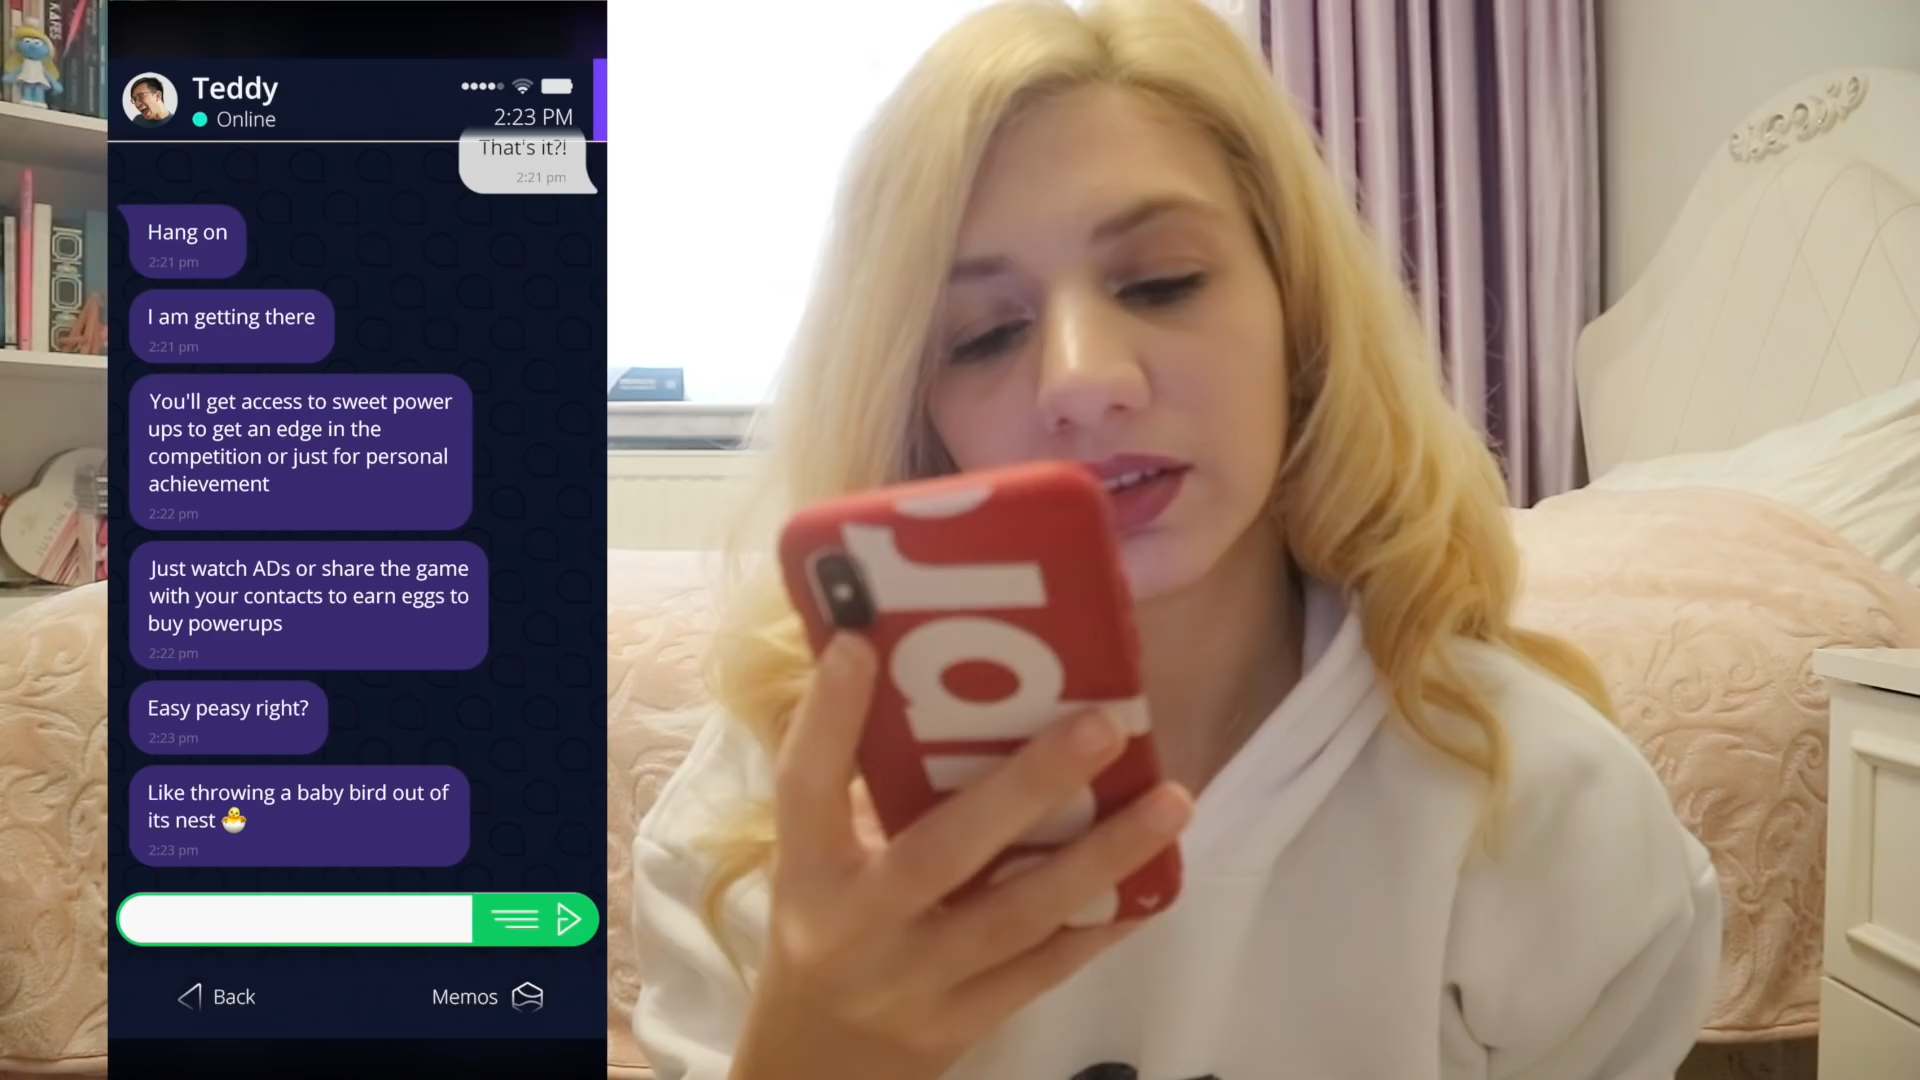 Teddy
Online
2:23 PM
That's it?!
2:21 pm
Hang on
2:21 pm
I am getting there
2:21 pm
You'll get access to sweet power
ups to get an edge in the
competition or just for personal
achievement
2:22 pm
Just watch ADs or share the game
with your contacts to earn eggs to
buy powerups
2:22 pm
Easy peasy right?
2:23 pm
Like throwing a baby bird out of
its nest 🐣
2:23 pm
Back
Memos